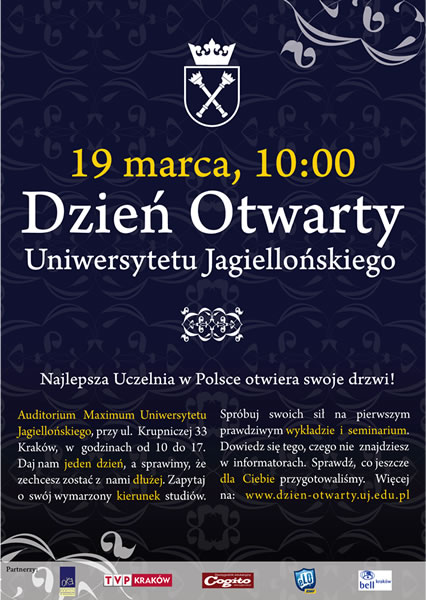 19 marca, 10:00
Dzień Otwarty
Uniwersytetu Jagiellońskiego
Najlepsza Uczelnia w Polsce otwiera swoje drzwi!
Auditorium Maximum Uniwersytetu
Jagiellońskiego, przy ul. Krupniczej 33
Kraków, w godzinach od 10 do 17.
Daj nam jeden dzień, a sprawimy, że
zechcesz zostać z nami dłużej. Zapytaj
o swój wymarzony kierunek studiów.
Spróbuj swoich sił na pierwszym
prawdziwym wykładzie i seminarium.
Dowiedz się tego, czego nie znajdziesz
w informatorach. Sprawdź, co jeszcze
dla Ciebie przygotowaliśmy. Więcej
na: www.dzien-otwarty.uj.edu.pl
Partnerzy:
TVP KRAKÓW
Cogito
bell kraków